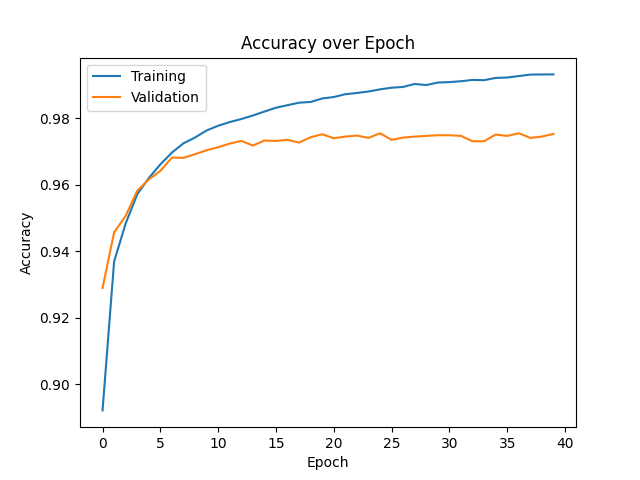 Accuracy over Epoch
Training
Validation
0.98
0.96
0.94
0.92
0.90
Accuracy
0 5 10 15 20 25 30 35 40
Epoch